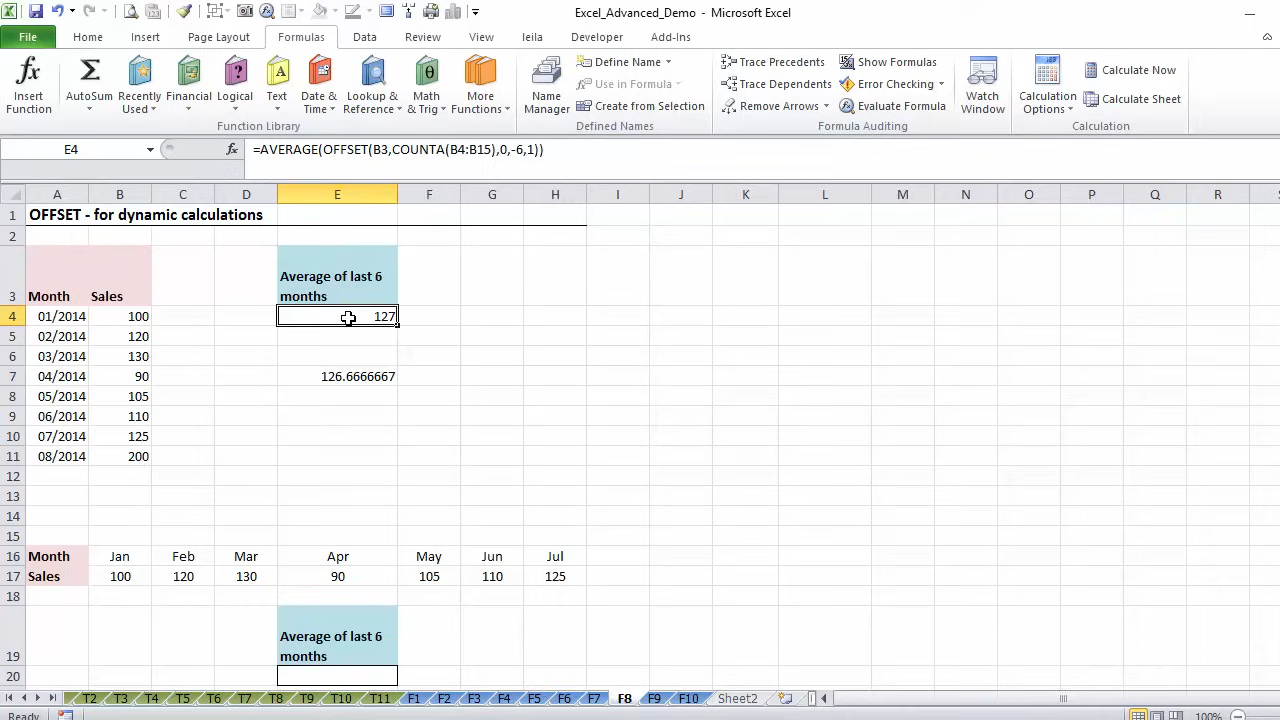 Excel_Advanced_Demo - Microsoft Excel
File Home Insert Page Layout Formulas Data Review View leila Developer Add-Ins
Insert Function
AutoSum
Recently Used
Financial
Logical
Text
Date & Time
Lookup & Reference
Math & Trig
More Functions
Function Library
Name Manager
Define Name
Use in Formula
Create from Selection
Defined Names
Trace Precedents
Trace Dependents
Remove Arrows
Show Formulas
Error Checking
Evaluate Formula
Formula Auditing
Watch Window
Calculation Options
Calculate Now
Calculate Sheet
Calculation
E4 fx =AVERAGE(OFFSET(B3,COUNTA(B4:B15),0,-6,1))
A B C D E F G H I J K L M N O P Q R
1 OFFSET - for dynamic calculations
2
Average of last 6
3 Month Sales months
4 01/2014 100 127
5 02/2014 120
6 03/2014 130
7 04/2014 90 126.6666667
8 05/2014 105
9 06/2014 110
10 07/2014 125
11 08/2014 200
12
13
14
15
16 Month Jan Feb Mar Apr May Jun Jul
17 Sales 100 120 130 90 105 110 125
18
Average of last 6
19 months
20
T2 T3 T4 T5 T6 T7 T8 T9 T10 T11 F1 F2 F3 F4 F5 F6 F7 F8 F9 F10 Sheet2
Ready 100%